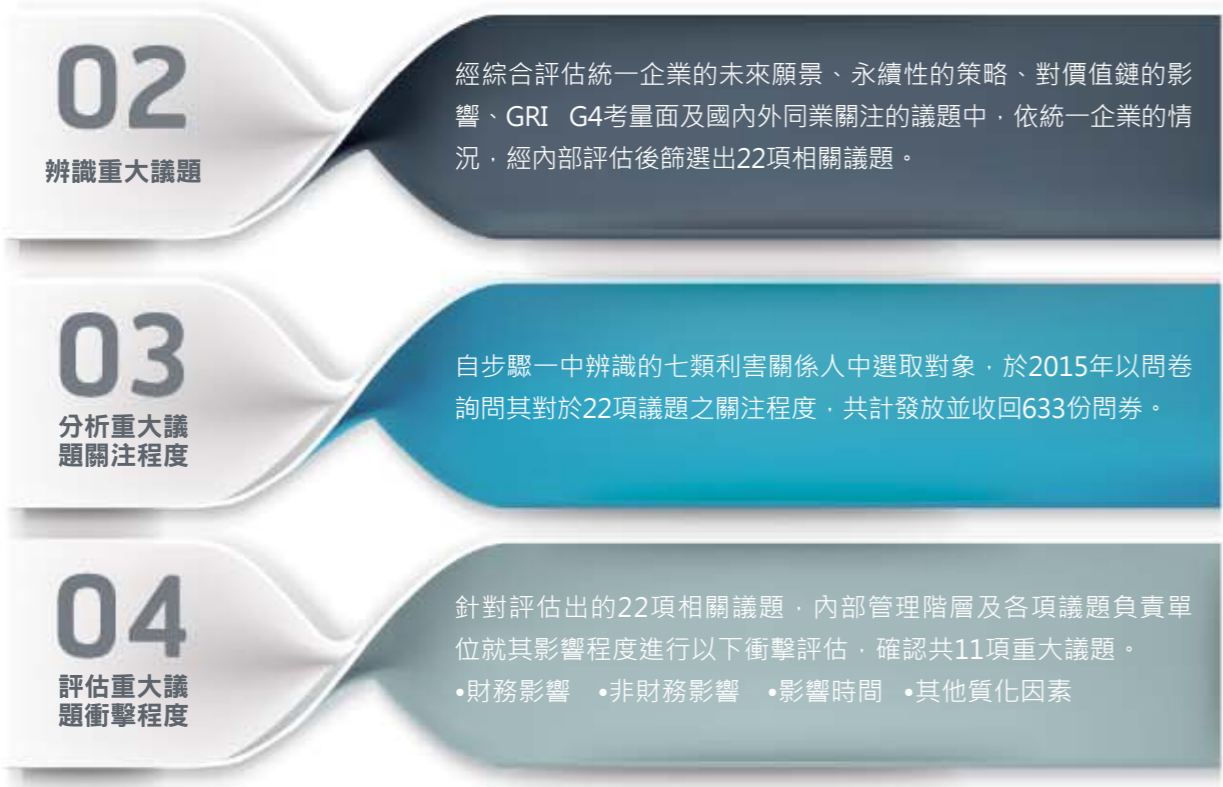 02
辨識重大議題
經綜合評估統一企業的未來願景、永續性的策略、對價值鏈的影
響、GRI G4考量面及國內外同業關注的議題中，依統一企業的情
況，經內部評估後篩選出22項相關議題。
03
分析重大議
題關注程度
自步驟一中辨識的七類利害關係人中選取對象，於2015年以問卷
詢問其對於22項議題之關注程度，共計發放並收回633份問券。
04
評估重大議
題衝擊程度
針對評估出的22項相關議題，內部管理階層及各項議題負責單
位就其影響程度進行以下衝擊評估，確認共11項重大議題。
•財務影響 •非財務影響 •影響時間 •其他質化因素